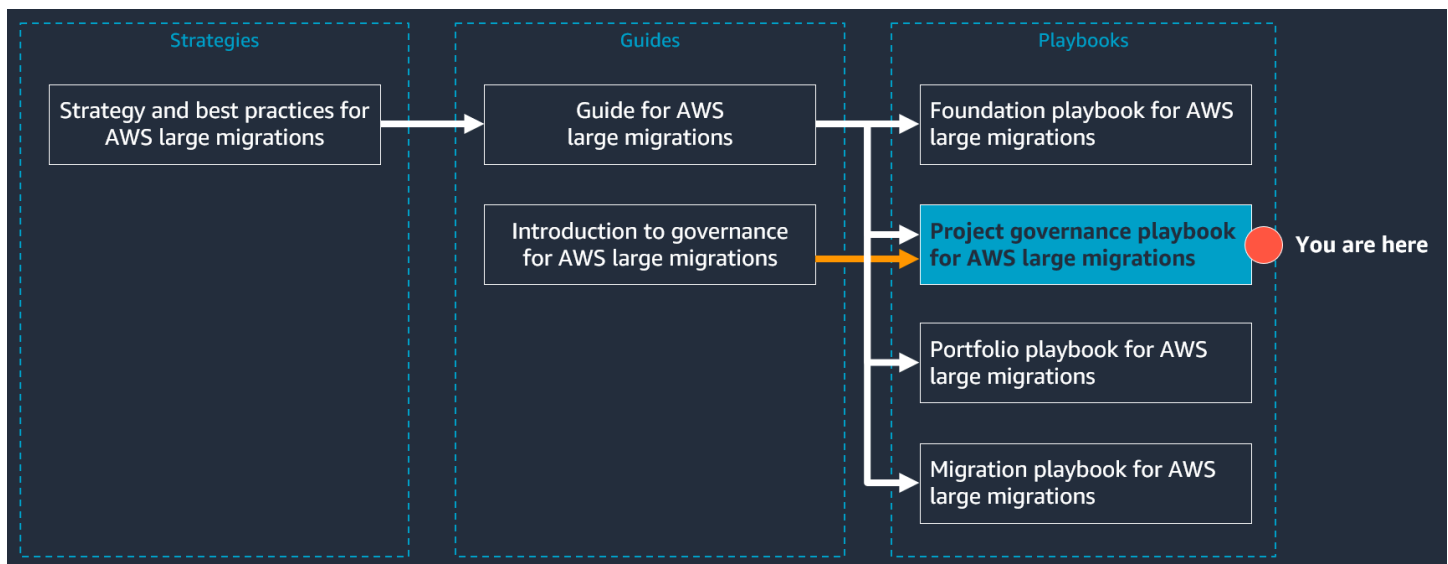 Strategies
Strategy and best practices for
AWS large migrations
Guides
Guide for AWS
large migrations
Introduction to governance
for AWS large migrations
Playbooks
Foundation playbook for AWS
large migrations
Project governance playbook
for AWS large migrations
You are here
Portfolio playbook for AWS
large migrations
Migration playbook for AWS
large migrations